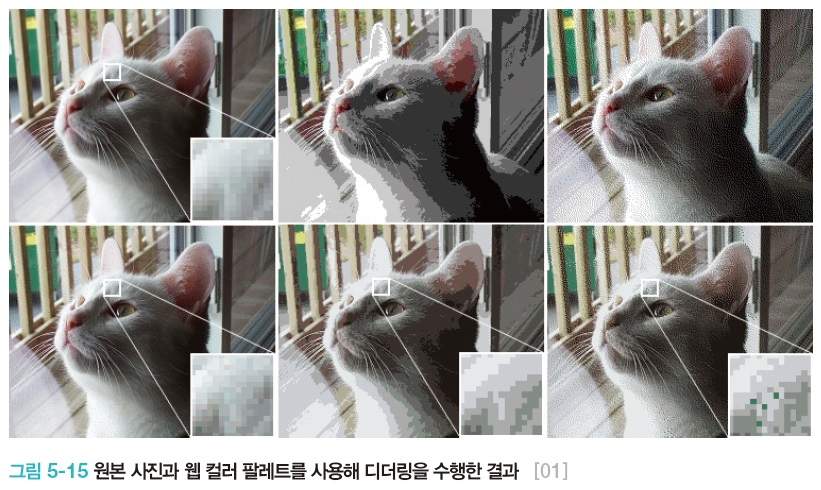 그림 5-15 원본 사진과 웹 컬러 팔레트를 사용해 디더링을 수행한 결과 [01]